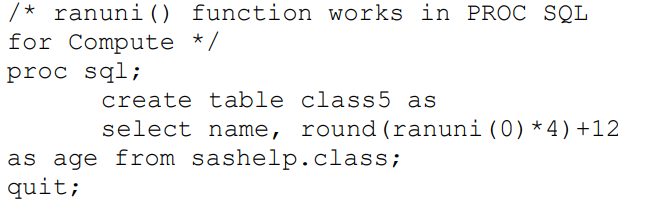 /* ranuni() function works in PROC SQL
for Compute */
proc sql;
      create table class5 as
      select name, round(ranuni(0)*4)+12
as age from sashelp.class;
quit;